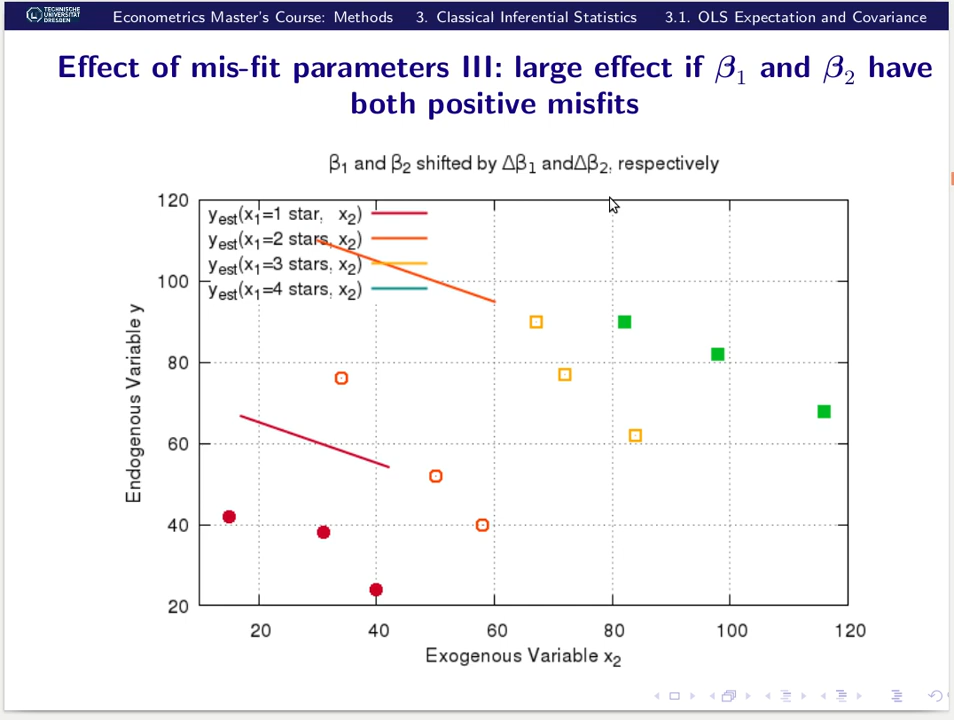 TECHNISCHE
UNIVERSITÄT
DRESDEN
Econometrics Master's Course: Methods 3. Classical Inferential Statistics 3.1. OLS Expectation and Covariance
Effect of mis-fit parameters III: large effect if β₁ and β₂ have
both positive misfits
β₁ and β₂ shifted by Δβ₁ andΔβ₂, respectively
yest(x₁=1 star, x₂)
yest(x₁=2 stars, x₂)
yest(x₁=3 stars, x₂)
yest(x₁=4 stars, x₂)
Endogenous Variable y
120
100
80
60
40
20
20 40 60 80 100 120
Exogenous Variable x₂